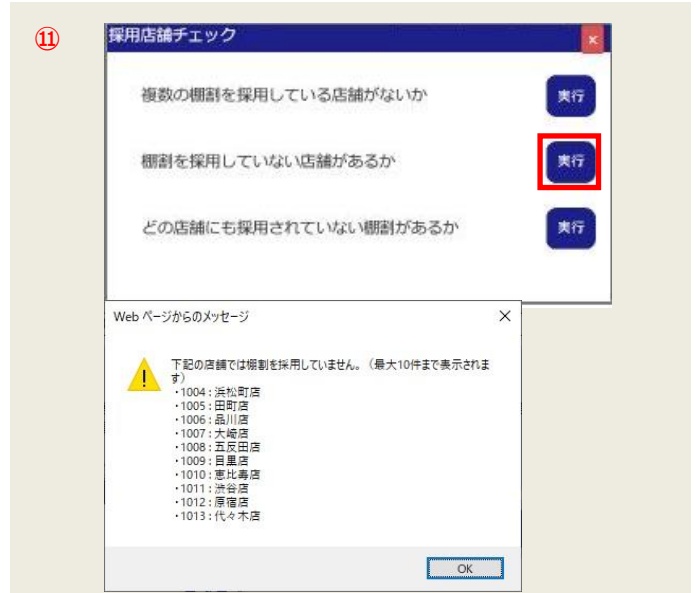 ⑪
採用店舗チェック
×
複数の棚割を採用している店舗がないか
実行
棚割を採用していない店舗があるか
実行
どの店舗にも採用されていない棚割があるか
実行
Web ページからのメッセージ
×
下記の店舗では棚割を採用していません。（最大10件まで表示されま
す）
・1004：浜松町店
・1005：田町店
・1006：品川店
・1007：大崎店
・1008：五反田店
・1009：目黒店
・1010：恵比寿店
・1011：渋谷店
・1012：原宿店
・1013：代々木店
OK